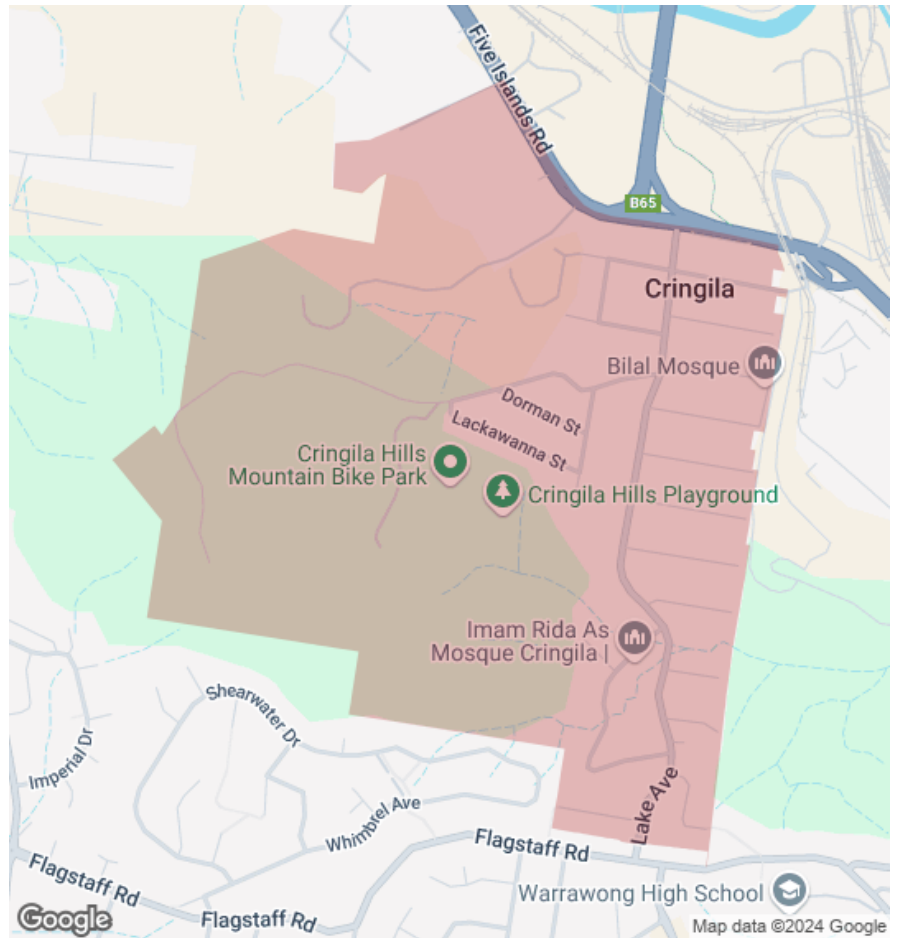 Five Islands Rd
B65
Cringila
Bilal Mosque
Dorman St
Lackawanna St
Cringila Hills
Mountain Bike Park
Cringila Hills Playground
Imam Rida As
Mosque Cringila |
Shearwater Dr
Imperial Dr
Whimbrel Ave
Lake Ave
Flagstaff Rd
Flagstaff Rd
Flagstaff Rd
Warrawong High School
Google
Map data ©2024 Google